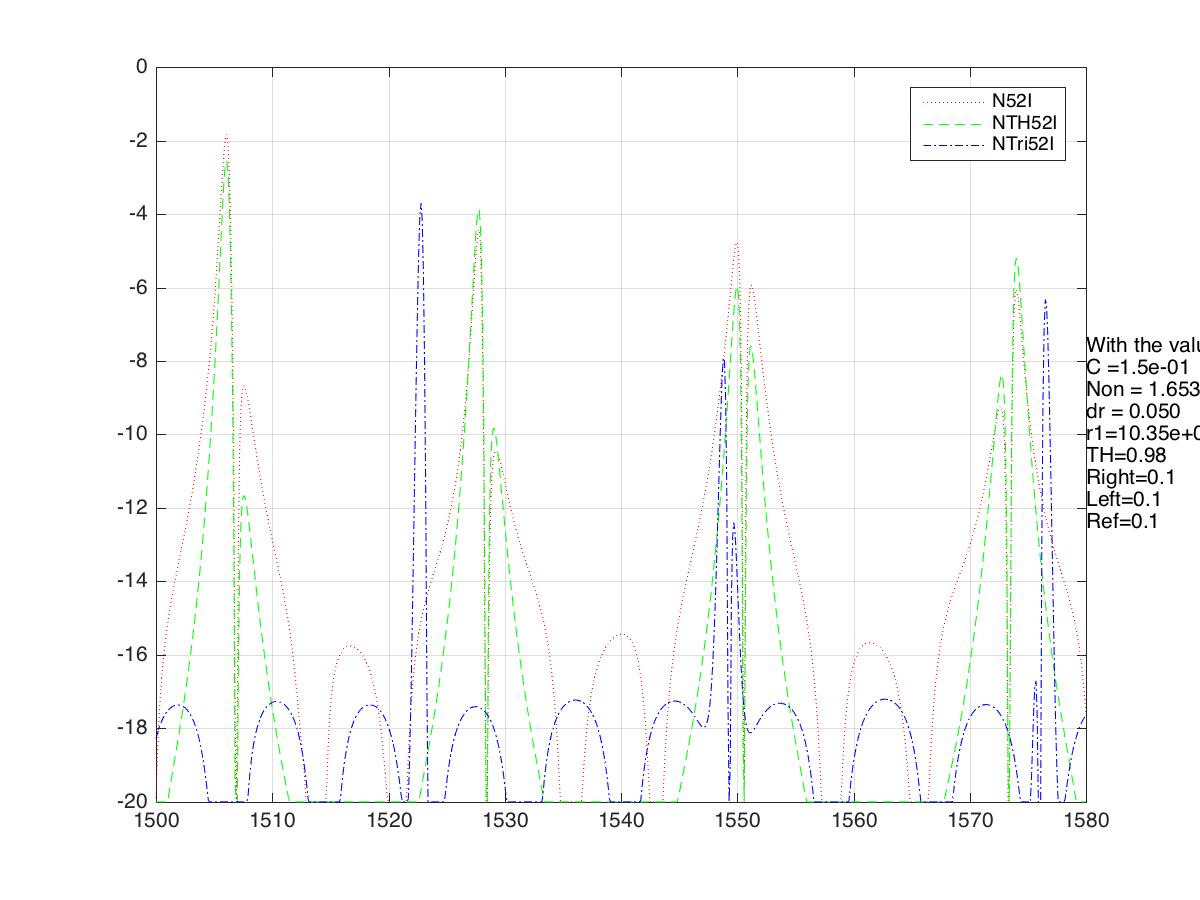 0
-2
-4
-6
-8
-10
-12
-14
-16
-18
-20
1500 1510 1520 1530 1540 1550 1560 1570 1580
N52I
NTH52I
NTri52I
With the valu
C =1.5e-01
Non = 1.653
dr = 0.050
r1=10.35e+0
TH=0.98
Right=0.1
Left=0.1
Ref=0.1